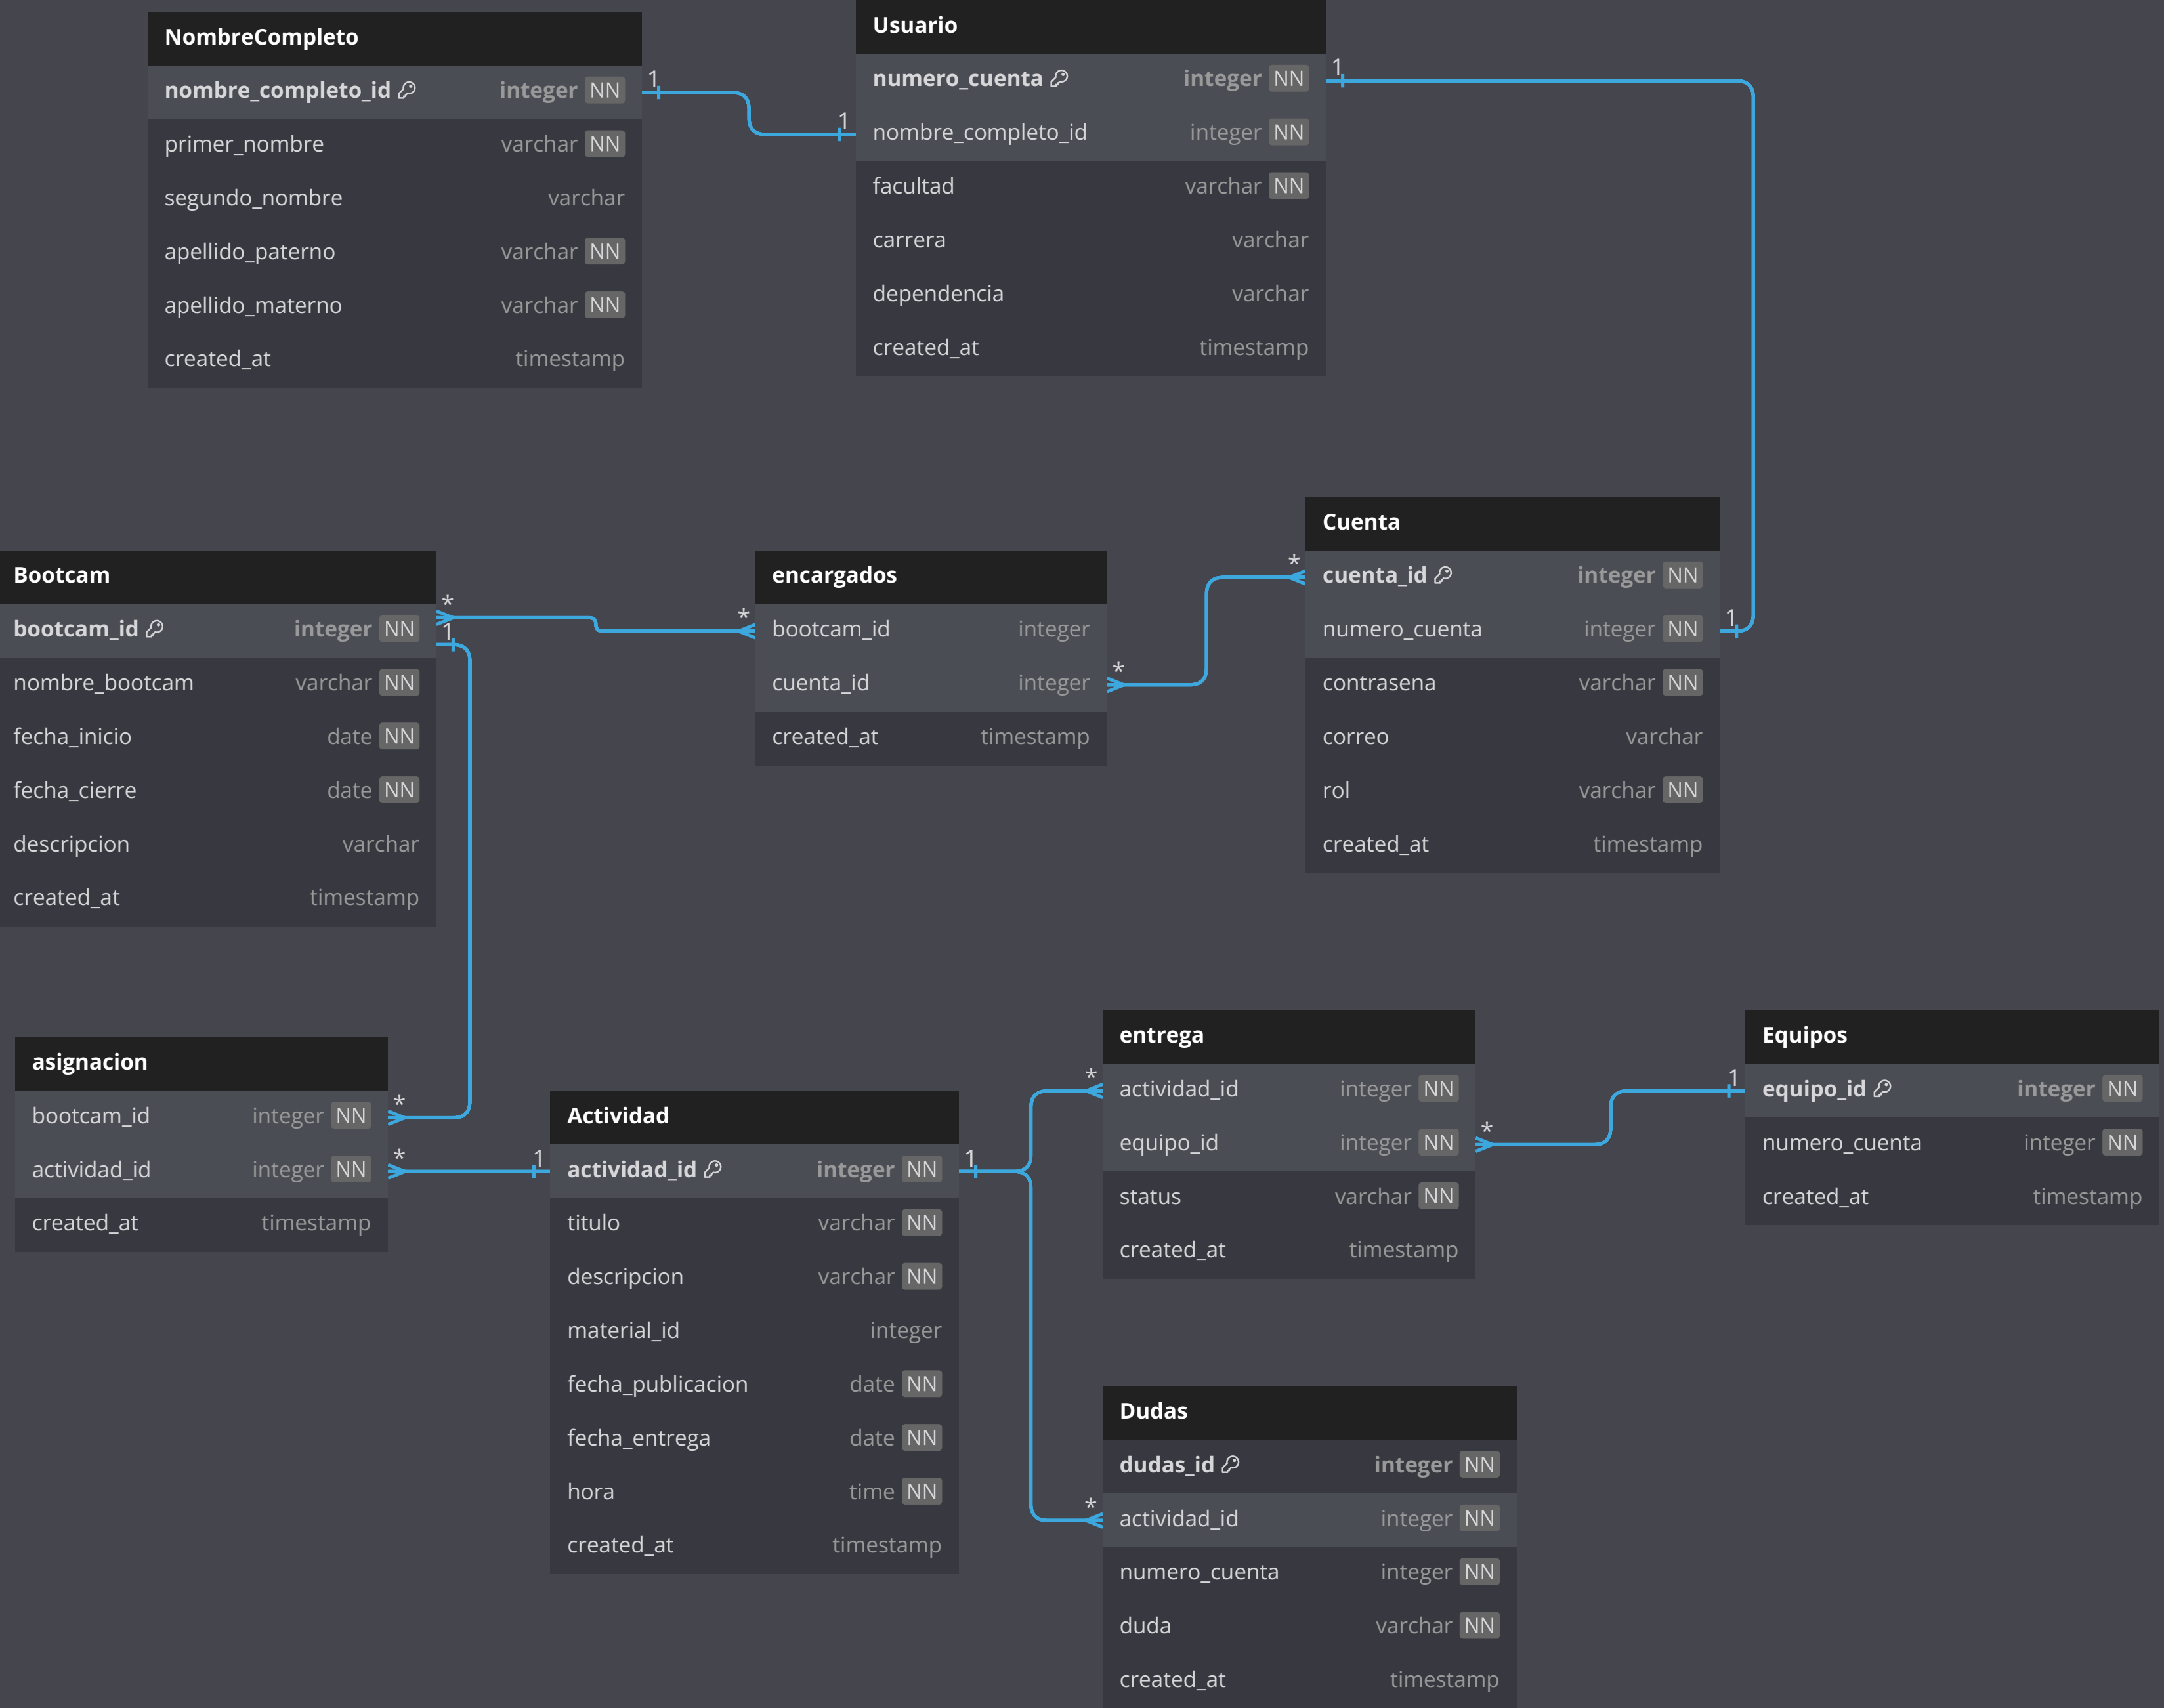 NombreCompleto
nombre_completo_id integer NN
primer_nombre varchar NN
segundo_nombre varchar
apellido_paterno varchar NN
apellido_materno varchar NN
created_at timestamp
1
1
Usuario
numero_cuenta integer NN
nombre_completo_id integer NN
facultad varchar NN
carrera varchar
dependencia varchar
created_at timestamp
1
Bootcam
bootcam_id integer NN
nombre_bootcam varchar NN
fecha_inicio date NN
fecha_cierre date NN
descripcion varchar
created_at timestamp
*
1
*
encargados
bootcam_id integer
cuenta_id integer
created_at timestamp
*
*
Cuenta
cuenta_id integer NN
numero_cuenta integer NN
contrasena varchar NN
correo varchar
rol varchar NN
created_at timestamp
1
asignacion
bootcam_id integer NN
actividad_id integer NN
created_at timestamp
*
*
1
Actividad
actividad_id integer NN
titulo varchar NN
descripcion varchar NN
material_id integer
fecha_publicacion date NN
fecha_entrega date NN
hora time NN
created_at timestamp
1
*
entrega
actividad_id integer NN
equipo_id integer NN
status varchar NN
created_at timestamp
*
1
Equipos
equipo_id integer NN
numero_cuenta integer NN
created_at timestamp
*
Dudas
dudas_id integer NN
actividad_id integer NN
numero_cuenta integer NN
duda varchar NN
created_at timestamp